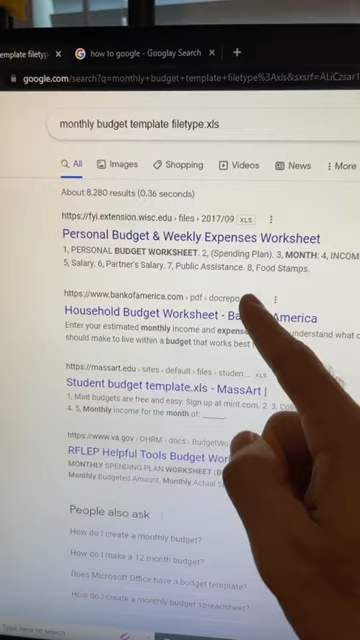 emplate filetyp
how to google - Googlay Search
google.com/search?q=monthly+budget+template+filetype%3Axls&sxsrf=ALiCzsar1
monthly budget template filetype:xls
All Images Shopping Videos News More
About 8,280 results (0.36 seconds)
https://fyi.extension.wisc.edu › files › 2017/09 XLS
Personal Budget & Weekly Expenses Worksheet
1, PERSONAL BUDGET WORKSHEET. 2, (Spending Plan). 3, MONTH: 4, INCOM
5, Salary. 6, Partner's Salary. 7, Public Assistance. 8, Food Stamps.
https://www.bankofamerica.com › pdf › docrepo
Household Budget Worksheet - Ba America
Enter your estimated monthly income and expens understand what
should make to live within a budget that works best
https://massart.edu › sites › default › files › studen... XLS
Student budget template.xls - MassArt |
1, Mint budgets are free and easy. Sign up at mint.com. 2. 3,
4. 5, Monthly income for the month of: ______
https://www.va.gov › OHRM › docs › BudgetWo
RFLEP Helpful Tools Budget Wor
MONTHLY SPENDING PLAN WORKSHEET
Monthly Budgeted Amount. Monthly Actual
People also ask
How do I create a monthly budget?
How do I make a 12 month budget?
Does Microsoft Office have a budget template?
How do I create a monthly budget spreadsheet?
Type here to search